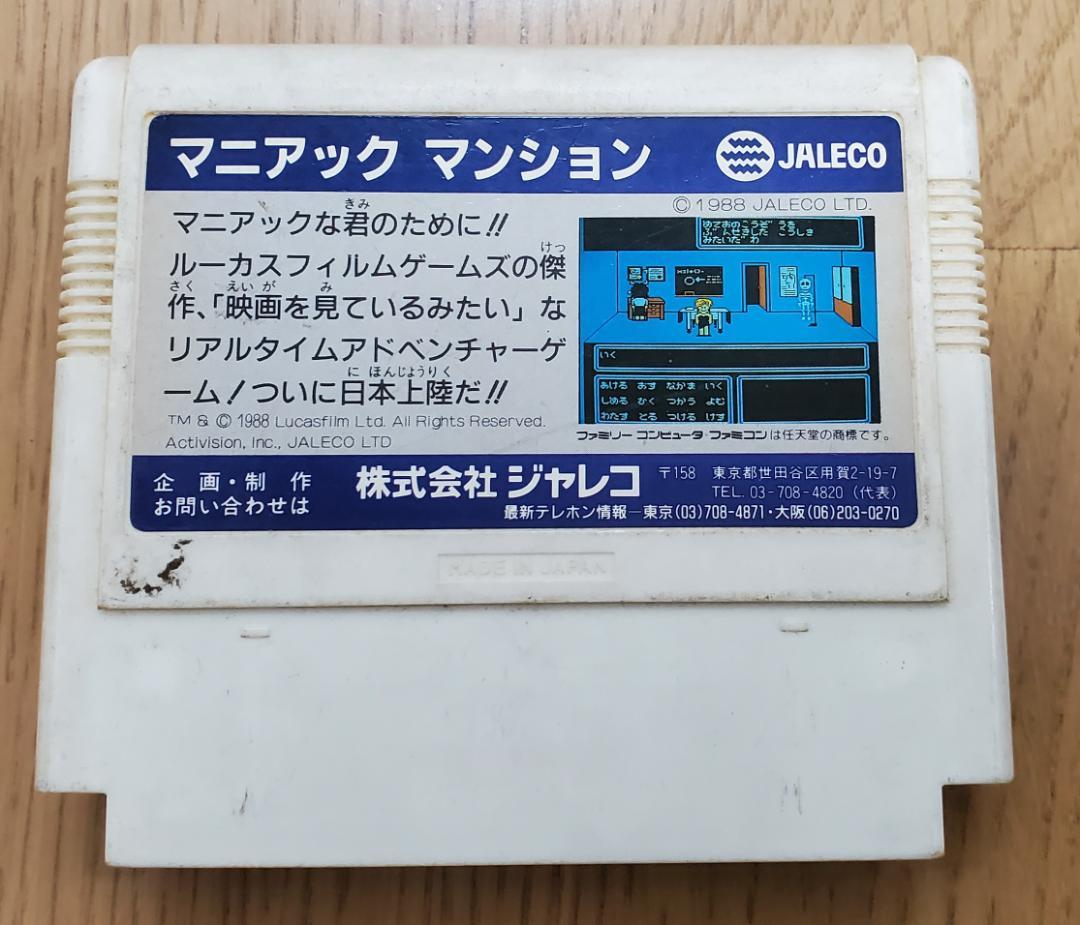 マニアック マンション
JALECO
©1988 JALECO LTD.
マニアックな君のために!!
ルーカスフィルムゲームズの傑
作、「映画を見ているみたい」な
リアルタイムアドベンチャーゲ
ーム!ついに日本上陸だ!!
TM & © 1988 Lucasfilm Ltd. All Rights Reserved.
Activision, Inc., JALECO LTD
こうしき
みたいだ わ
いく
あける おす なかま いく
しめる ひく つかう よむ
わたす とる つける けす
ファミリー コンピュータ・ファミコンは任天堂の商標です。
企画・制作
お問い合わせは
株式会社 ジャレコ
〒158 東京都世田谷区用賀2-19-7
TEL. 03-708-4820 (代表)
最新テレホン情報—東京(03)708-4871・大阪(06)203-0270
MADE IN JAPAN